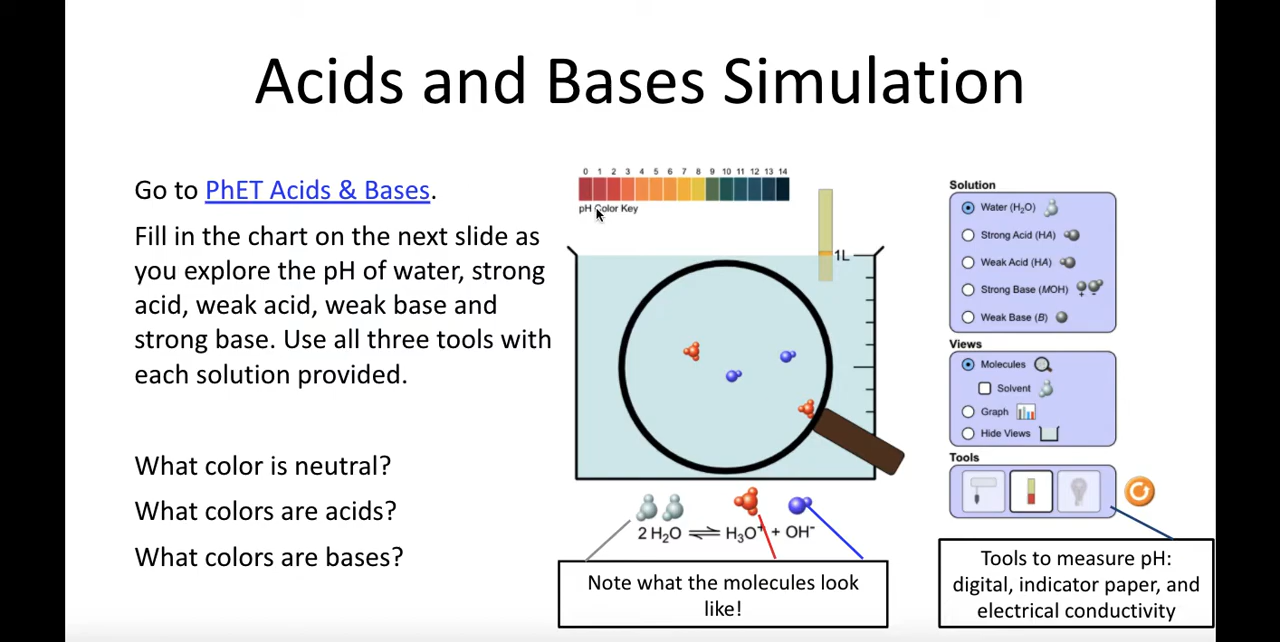 Acids and Bases Simulation
Go to PhET Acids & Bases.
Fill in the chart on the next slide as
you explore the pH of water, strong
acid, weak acid, weak base and
strong base. Use all three tools with
each solution provided.
What color is neutral?
What colors are acids?
What colors are bases?
0 1 2 3 4 5 6 7 8 9 10 11 12 13 14
pH Color Key
1L
2 H₂O ⇌ H₃O⁺ + OH⁻
Note what the molecules look
like!
Solution
Water (H₂O)
Strong Acid (HA)
Weak Acid (HA)
Strong Base (MOH)
+ −
Weak Base (B)
Views
Molecules
Solvent
Graph
Hide Views
Tools
Tools to measure pH:
digital, indicator paper, and
electrical conductivity